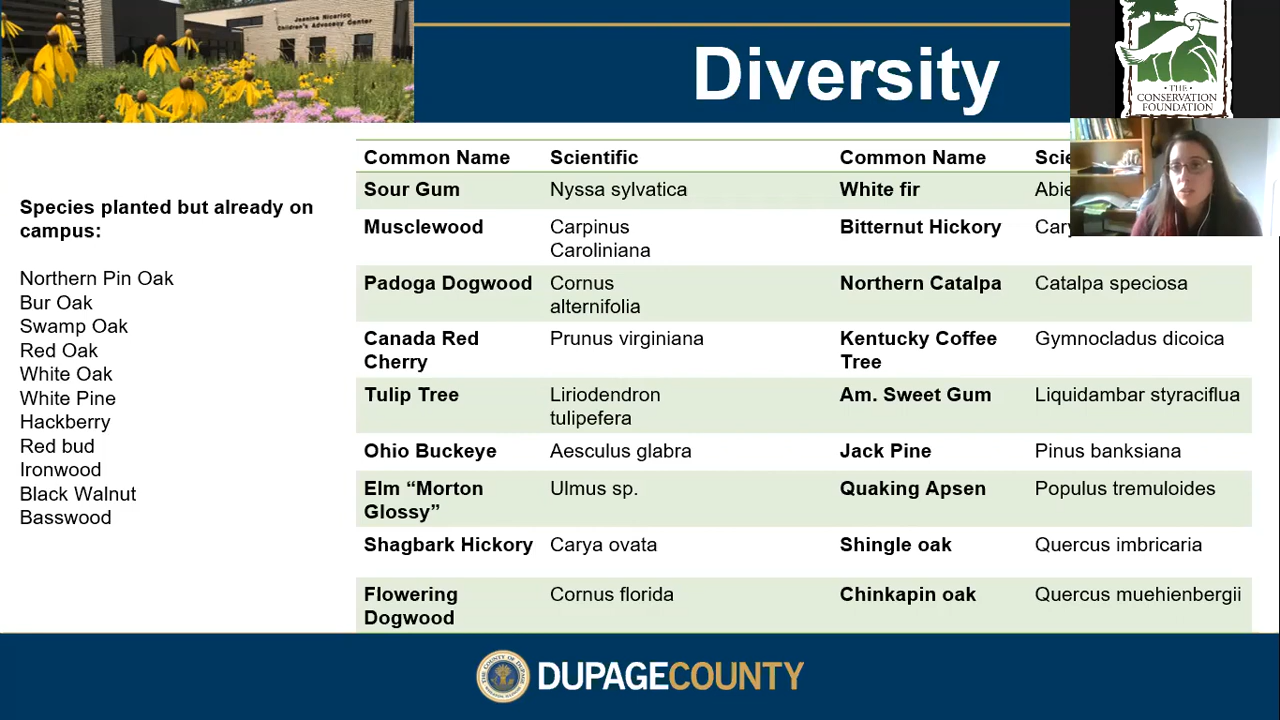 Jeanine Nicarico
Children's Advocacy Center
Diversity
THE
CONSERVATION
FOUNDATION
Species planted but already on
campus:
Northern Pin Oak
Bur Oak
Swamp Oak
Red Oak
White Oak
White Pine
Hackberry
Red bud
Ironwood
Black Walnut
Basswood
Common Name Scientific Common Name
Sour Gum Nyssa sylvatica White fir
Musclewood Carpinus Bitternut Hickory
Caroliniana
Padoga Dogwood Cornus Northern Catalpa Catalpa speciosa
alternifolia
Canada Red Prunus virginiana Kentucky Coffee Gymnocladus dicoica
Cherry Tree
Tulip Tree Liriodendron Am. Sweet Gum Liquidambar styraciflua
tulipefera
Ohio Buckeye Aesculus glabra Jack Pine Pinus banksiana
Elm “Morton Ulmus sp. Quaking Apsen Populus tremuloides
Glossy”
Shagbark Hickory Carya ovata Shingle oak Quercus imbricaria
Flowering Cornus florida Chinkapin oak Quercus muehienbergii
Dogwood
DUPAGECOUNTY